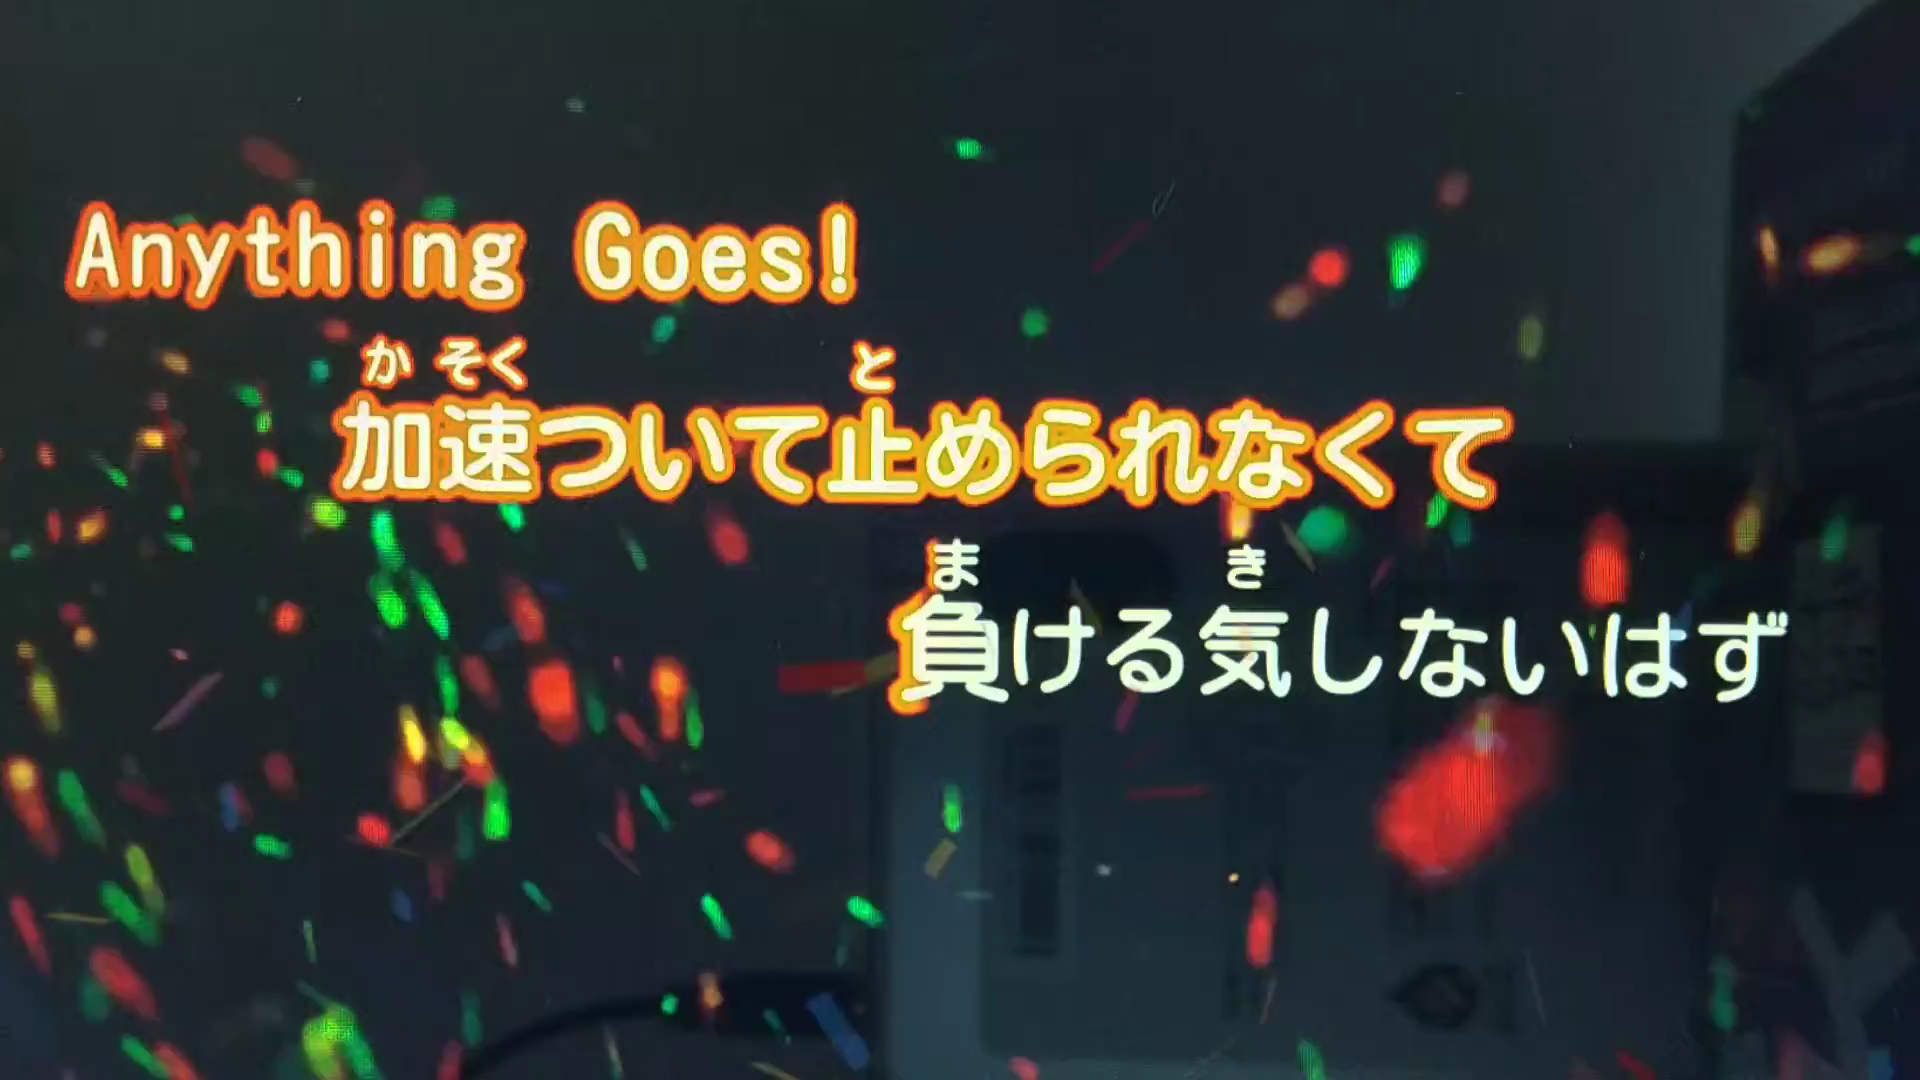 Anything Goes!
か そく と
加速ついて止められなくて
ま き
負ける気しないはず